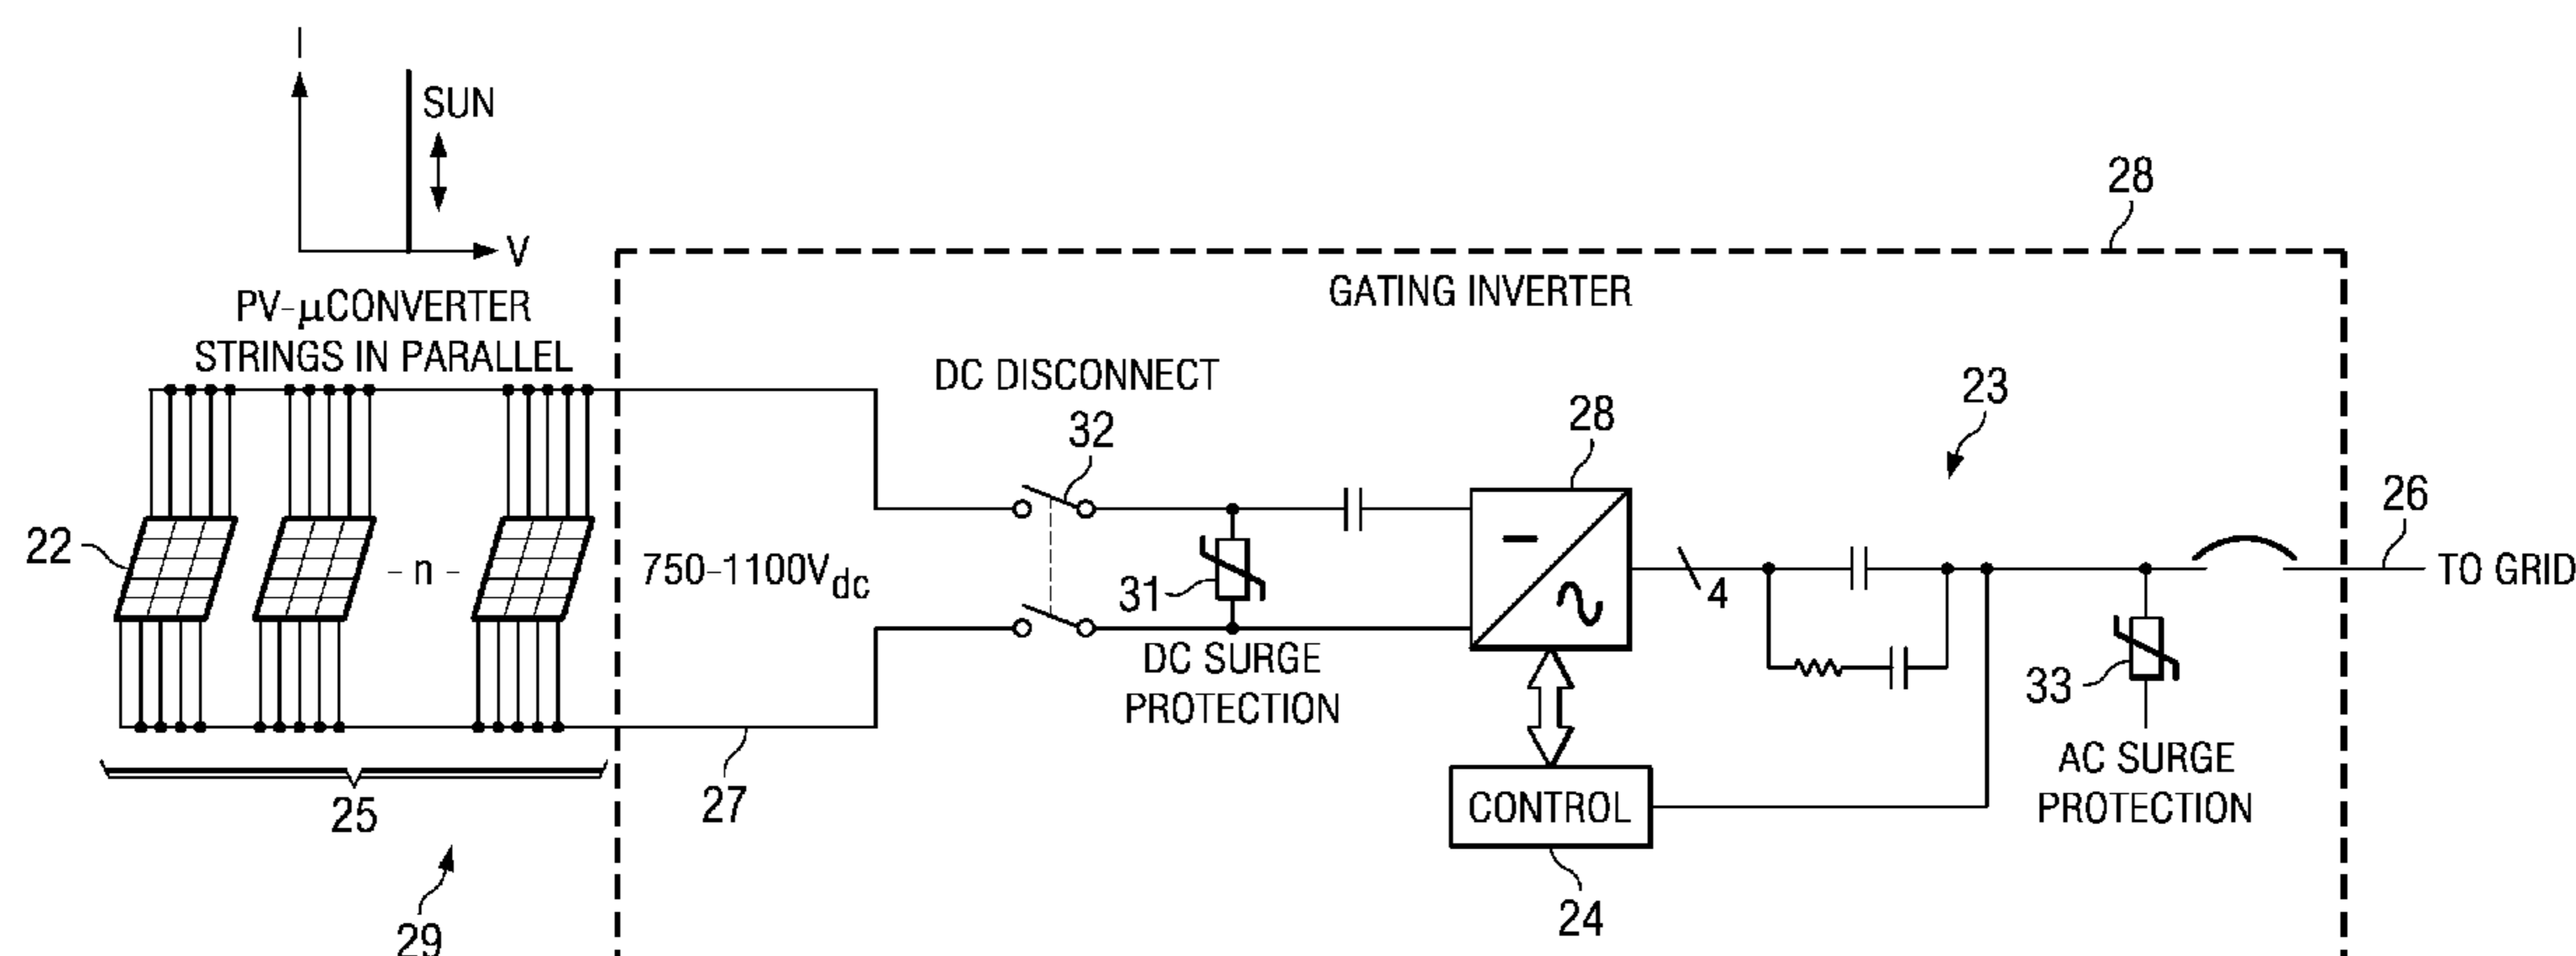 I
SUN
V
PV-µCONVERTER
STRINGS IN PARALLEL
22
- n -
25
29
28
GATING INVERTER
750-1100Vdc
27
DC DISCONNECT
32
31
DC SURGE
PROTECTION
28
4
CONTROL
24
23
33
AC SURGE
PROTECTION
26
TO GRID